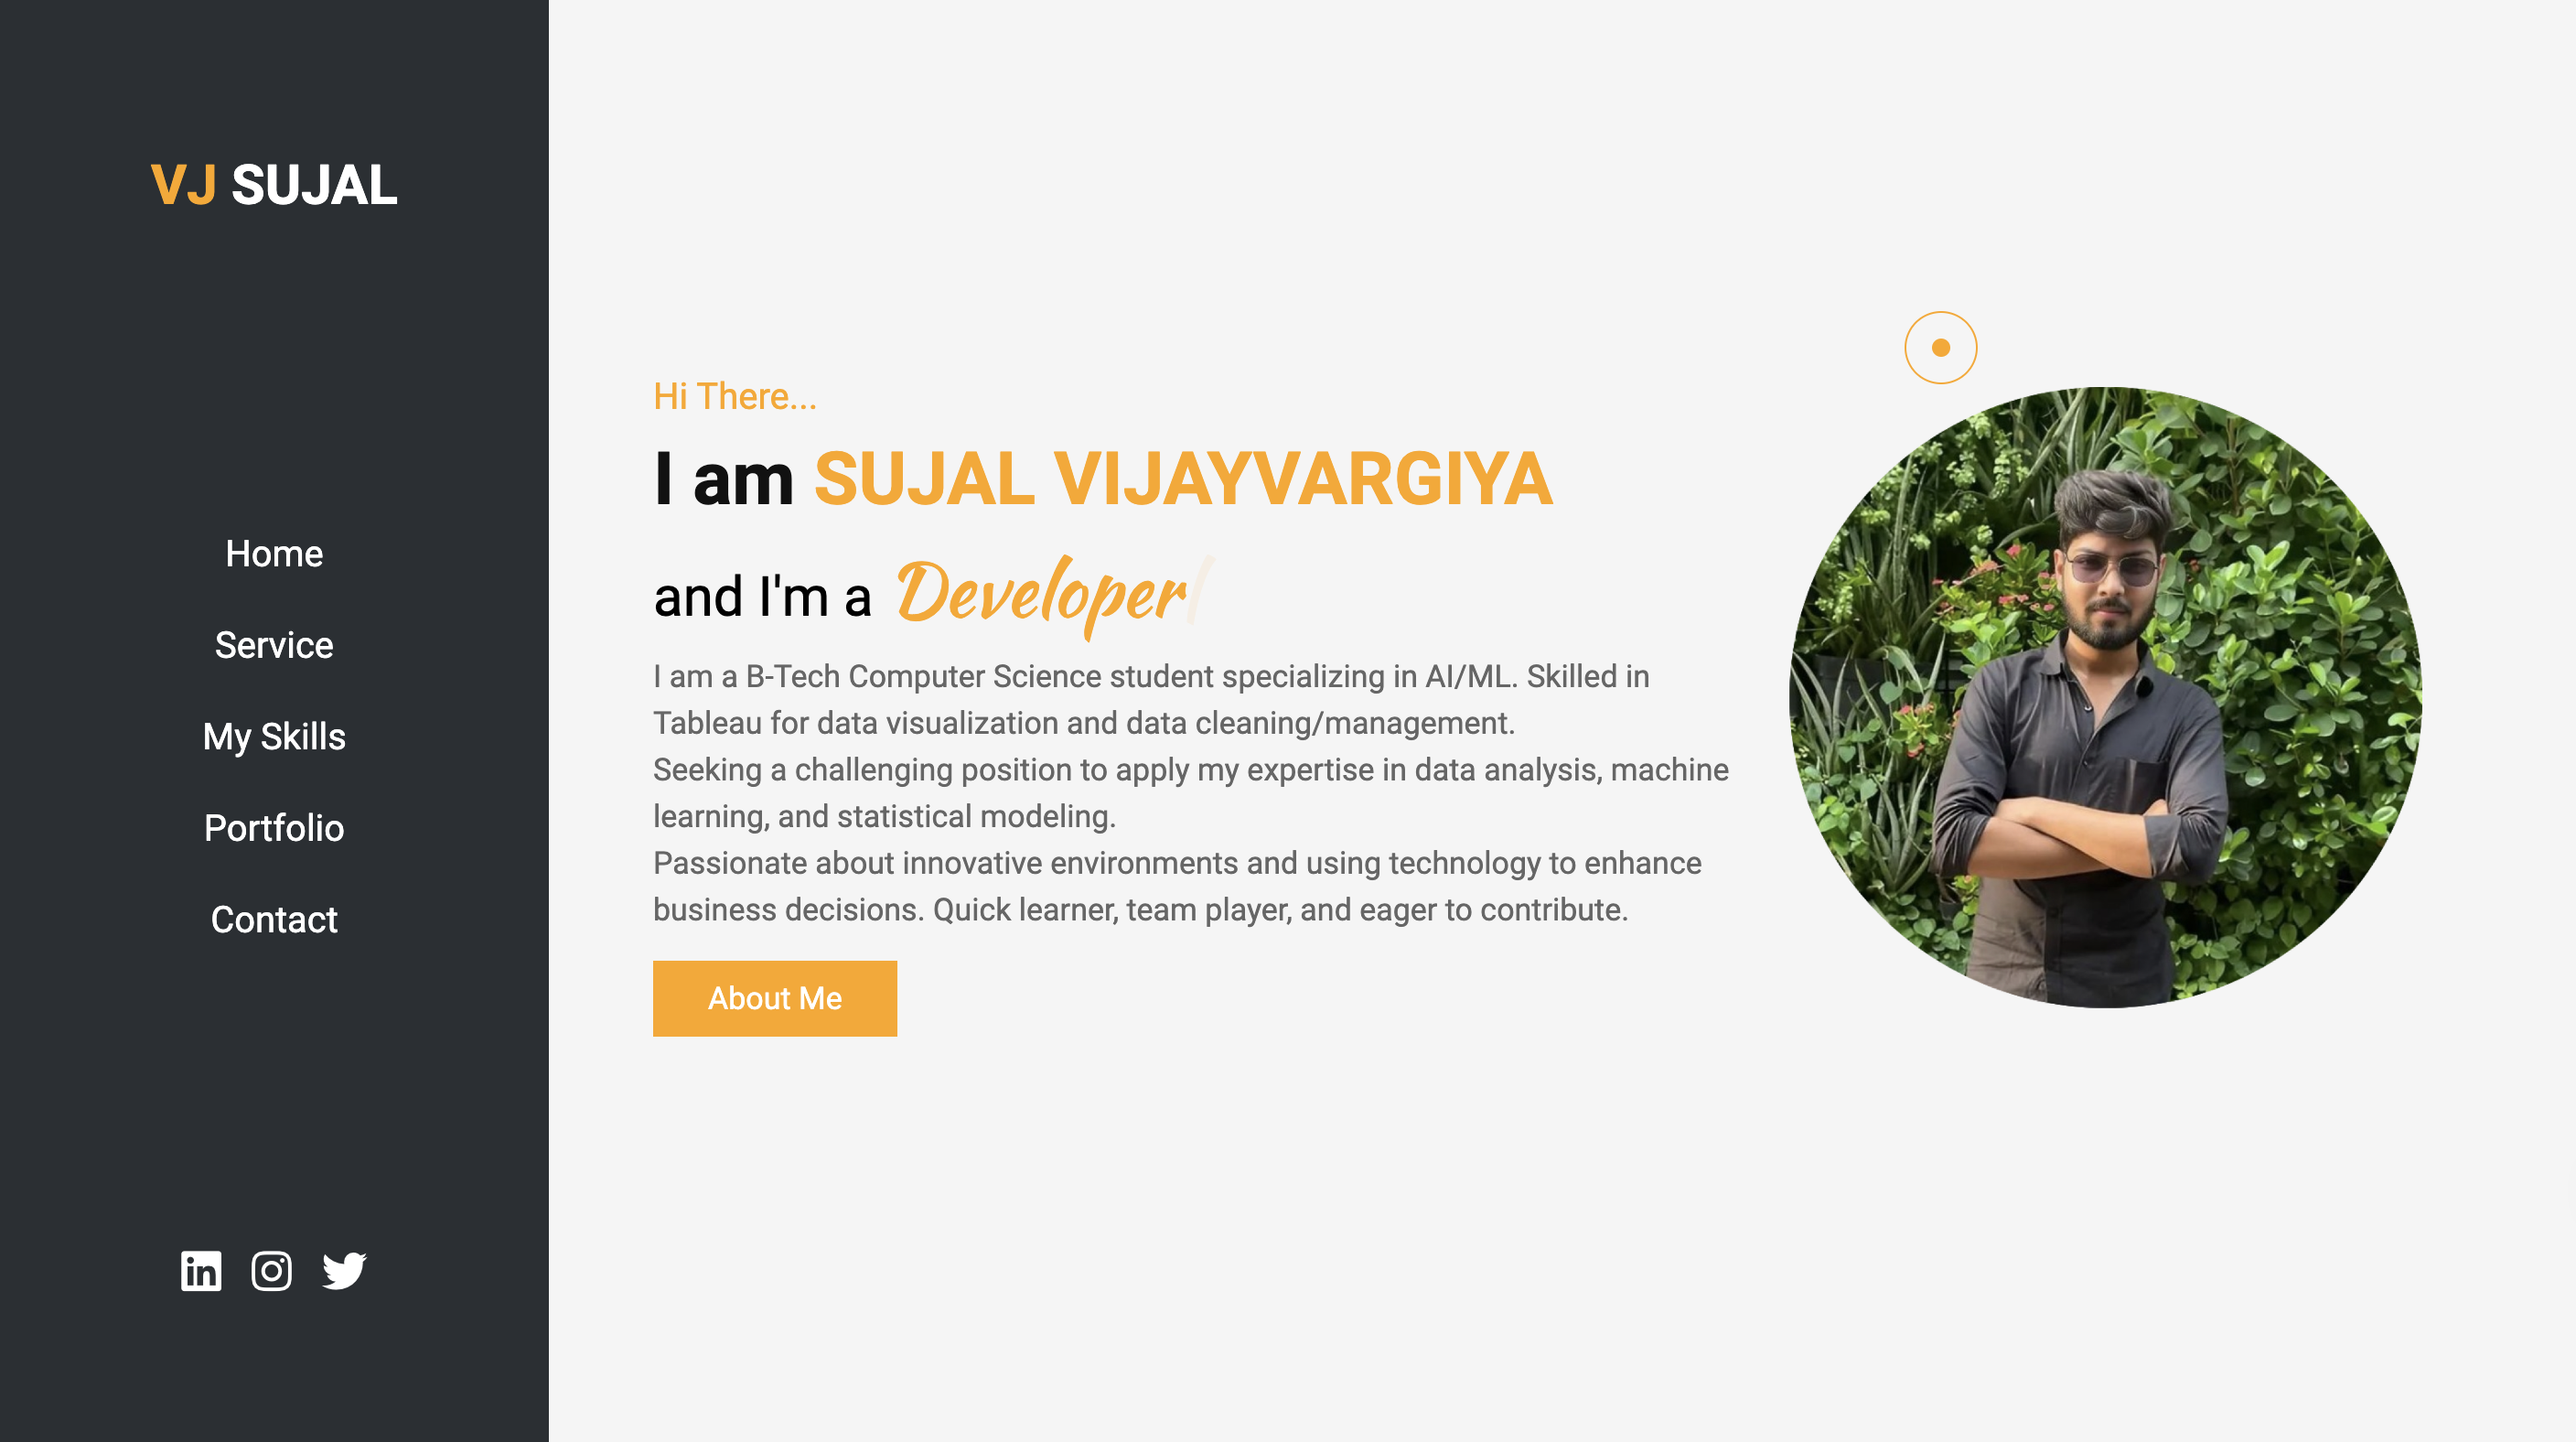 VJ SUJAL
Home
Service
My Skills
Portfolio
Contact
in
Hi There...
I am SUJAL VIJAYVARGIYA
and I'm a Developer|
I am a B-Tech Computer Science student specializing in AI/ML. Skilled in
Tableau for data visualization and data cleaning/management.
Seeking a challenging position to apply my expertise in data analysis, machine
learning, and statistical modeling.
Passionate about innovative environments and using technology to enhance
business decisions. Quick learner, team player, and eager to contribute.
About Me